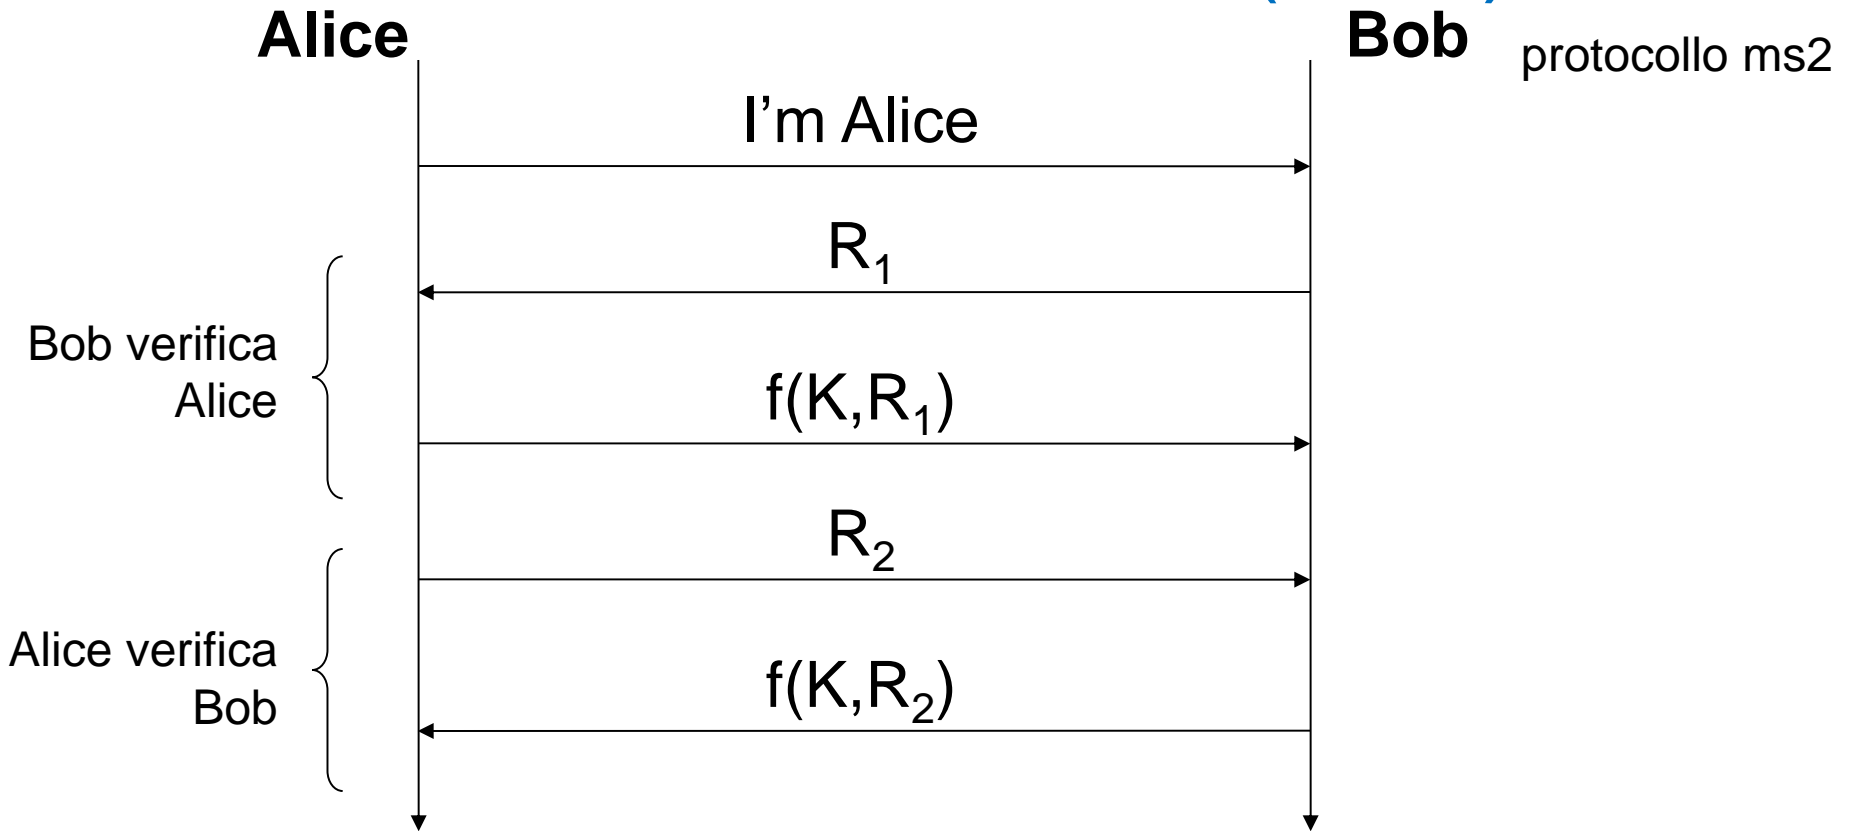 Alice
Bob
protocollo ms2
I’m Alice
R₁
Bob verifica
Alice
f(K,R₁)
R₂
Alice verifica
Bob
f(K,R₂)